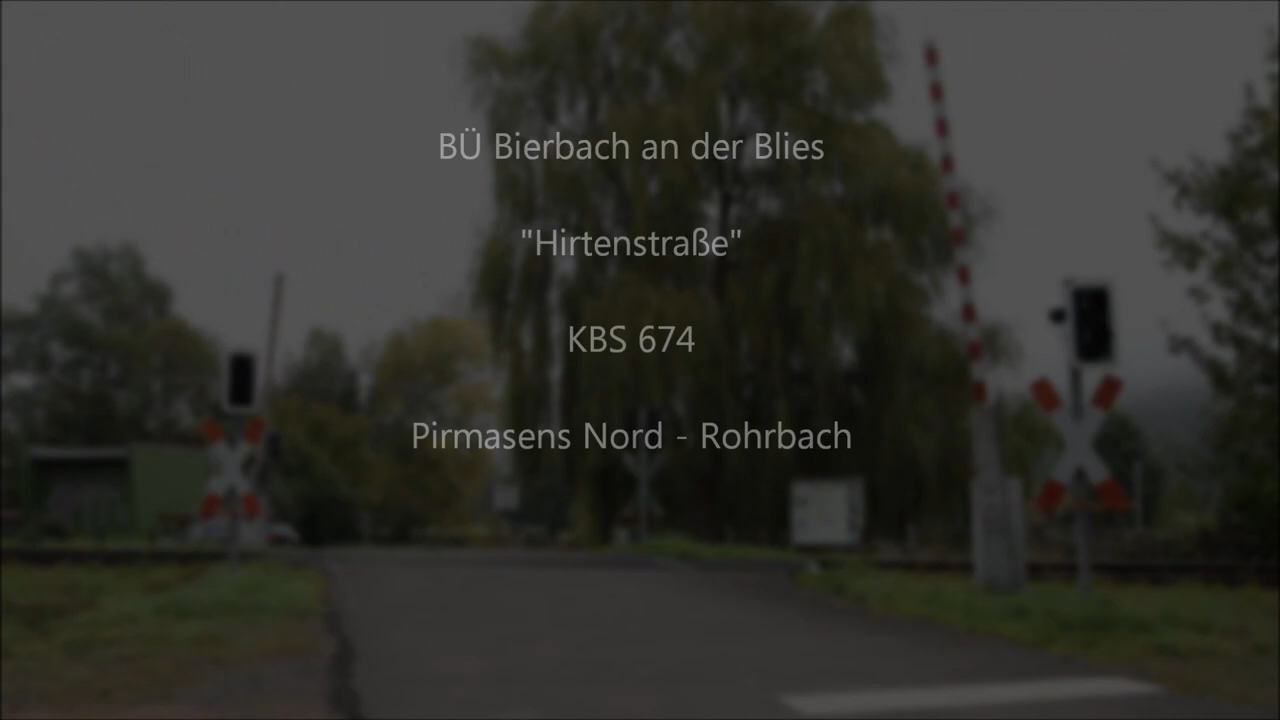 BÜ Bierbach an der Blies
"Hirtenstraße"
KBS 674
Pirmasens Nord - Rohrbach